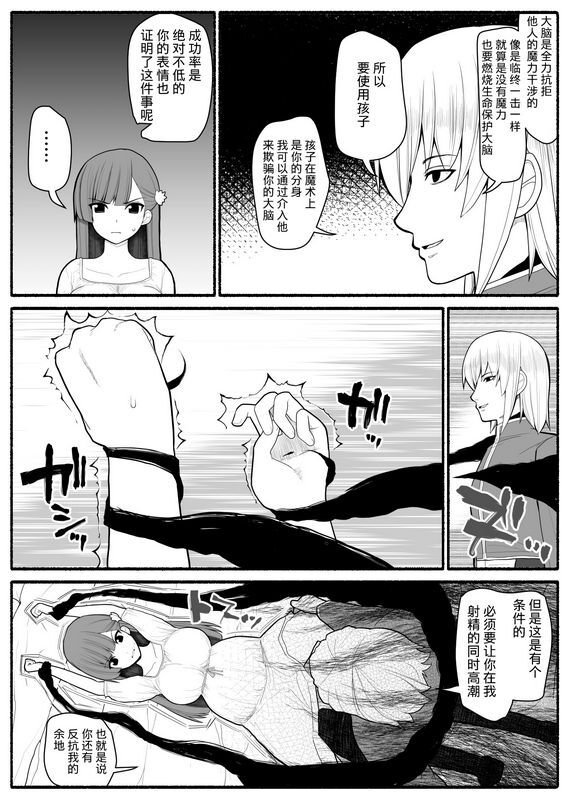 大脑是全力抗拒
他人的魔力干涉的
像是临终一击一样
就算是没有魔力
也要燃烧生命保护大脑
所以
要使用孩子
孩子在魔术上
是你的分身
我可以通过介入他
来欺骗你的大脑
成功率是
绝对不低的
你的表情也
证明了这件事呢
……
ズズズ
ガッ
ガシッ
但是这是有个
条件的
必须要让你在我
射精的同时高潮
ドスッ
也就是说
你还有
反抗我的
余地